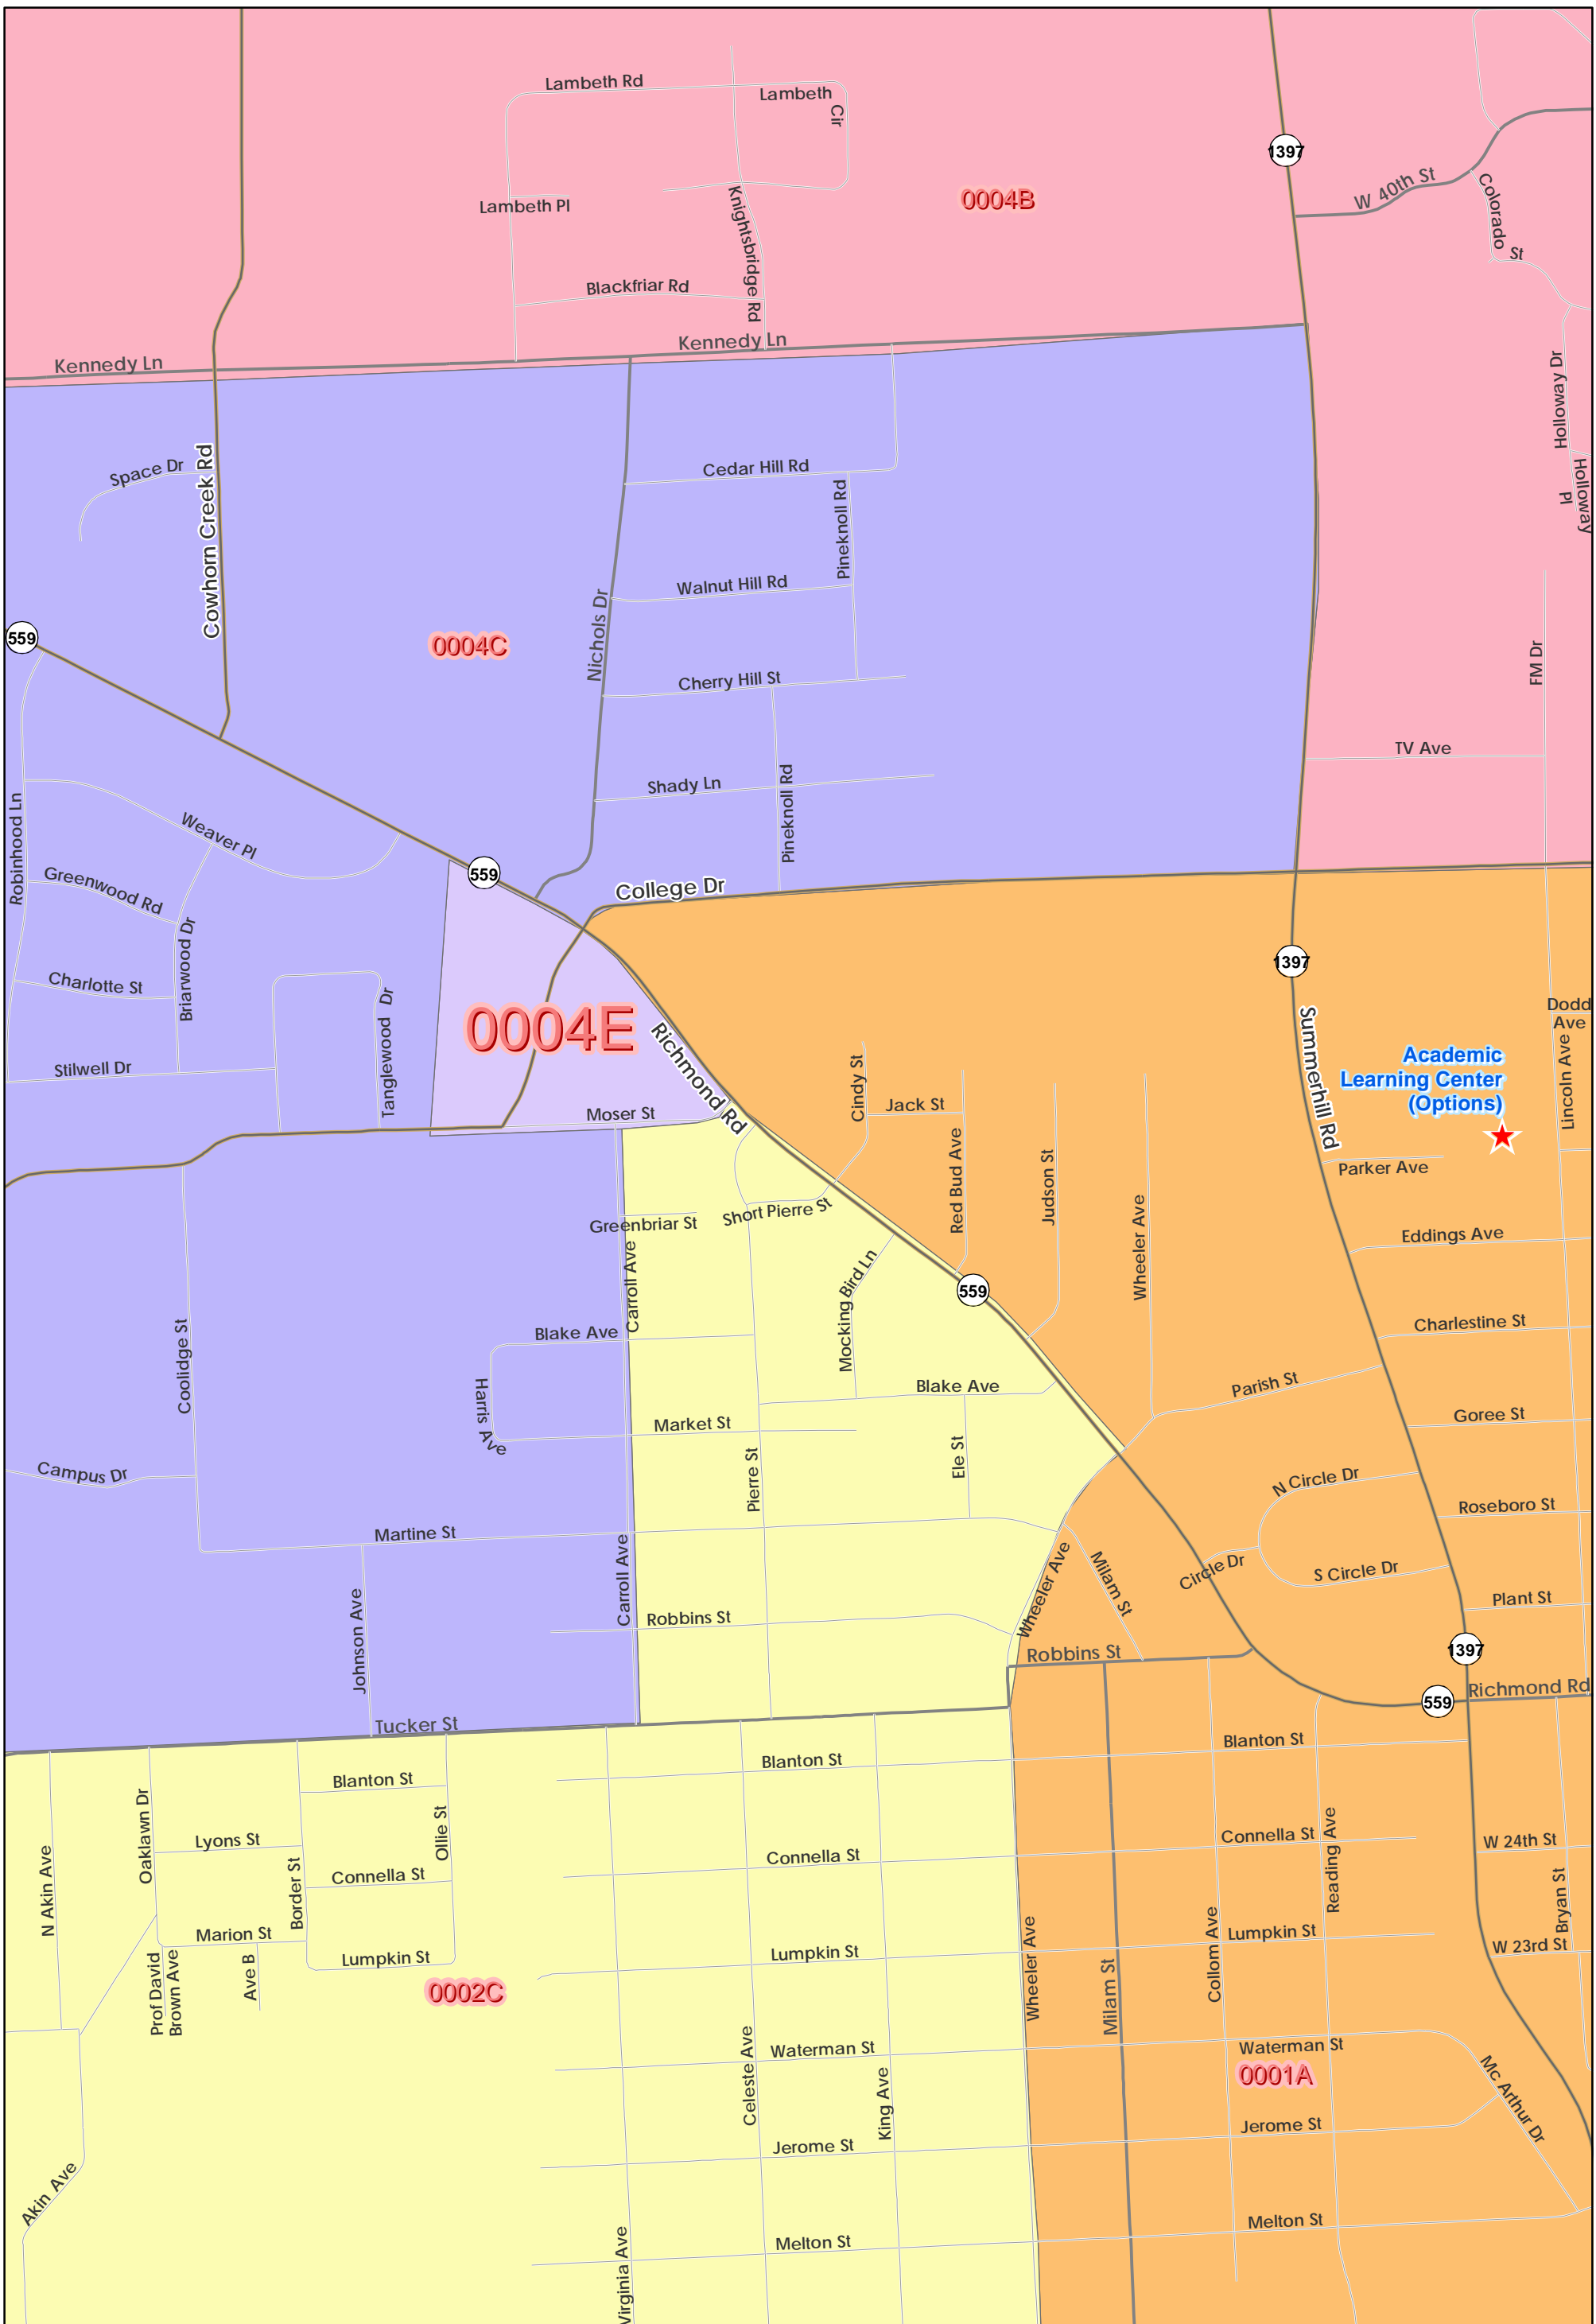 Lambeth Rd
Lambeth
Cir
1397
W 40th St
Colorado
St
Lambeth Pl
Knightsbridge Rd
0004B
Blackfriar Rd
Kennedy Ln
Kennedy Ln
Holloway Dr
Holloway
Pl
Space Dr
Cowhorn Creek Rd
Cedar Hill Rd
Pineknoll Rd
Walnut Hill Rd
Nichols Dr
559
0004C
Cherry Hill St
FM Dr
TV Ave
Shady Ln
Pineknoll Rd
Robinhood Ln
Weaver Pl
559
College Dr
Greenwood Rd
Briarwood Dr
Charlotte St
Tanglewood Dr
Stilwell Dr
0004E
Richmond Rd
Moser St
1397
Summerhill Rd
Dodd
Ave
Lincoln Ave
Academic
Learning Center
(Options)
Cindy St
Jack St
Red Bud Ave
Judson St
Wheeler Ave
Parker Ave
Eddings Ave
Greenbriar St
Short Pierre St
Carroll Ave
Mocking Bird Ln
559
Charlestine St
Coolidge St
Blake Ave
Harris Ave
Blake Ave
Parish St
Market St
Goree St
Campus Dr
Pierre St
Ele St
N Circle Dr
Roseboro St
Martine St
Carroll Ave
Wheeler Ave
Milam St
Circle Dr
S Circle Dr
Plant St
Johnson Ave
Robbins St
Robbins St
1397
559
Richmond Rd
Tucker St
Blanton St
Blanton St
Blanton St
N Akin Ave
Oaklawn Dr
Lyons St
Border St
Ollie St
Connella St
Connella St
Connella St
Reading Ave
W 24th St
Bryan St
Marion St
Lumpkin St
Lumpkin St
Lumpkin St
W 23rd St
Prof David
Brown Ave
Ave B
0002C
Wheeler Ave
Milam St
Collom Ave
Celeste Ave
Waterman St
Waterman St
King Ave
0001A
Mc Arthur Dr
Jerome St
Jerome St
Akin Ave
Virginia Ave
Melton St
Melton St